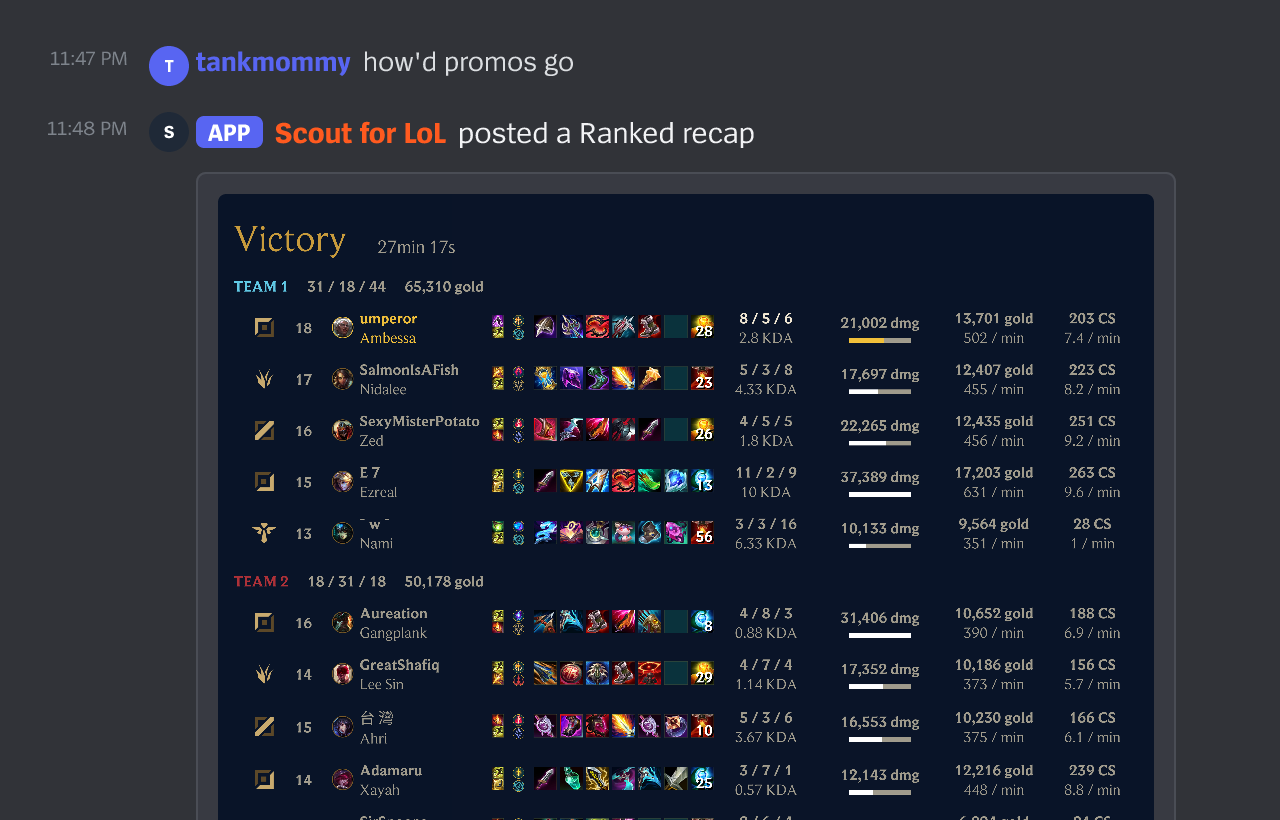 11:47 PM T tankmommy how'd promos go
11:48 PM S APP Scout for LoL posted a Ranked recap
Victory 27min 17s
TEAM 1 31 / 18 / 44 65,310 gold
18 umperor 28 8 / 5 / 6 21,002 dmg 13,701 gold 203 CS
Ambessa 2.8 KDA 502 / min 7.4 / min
17 SalmonIsAFish 23 5 / 3 / 8 17,697 dmg 12,407 gold 223 CS
Nidalee 4.33 KDA 455 / min 8.2 / min
16 SexyMisterPotato 26 4 / 5 / 5 22,265 dmg 12,435 gold 251 CS
Zed 1.8 KDA 456 / min 9.2 / min
15 E 7 13 11 / 2 / 9 37,389 dmg 17,203 gold 263 CS
Ezreal 10 KDA 631 / min 9.6 / min
13 ˉ w ˉ 56 3 / 3 / 16 10,133 dmg 9,564 gold 28 CS
Nami 6.33 KDA 351 / min 1 / min
TEAM 2 18 / 31 / 18 50,178 gold
16 Aureation 8 4 / 8 / 3 31,406 dmg 10,652 gold 188 CS
Gangplank 0.88 KDA 390 / min 6.9 / min
14 GreatShafiq 29 4 / 7 / 4 17,352 dmg 10,186 gold 156 CS
Lee Sin 1.14 KDA 373 / min 5.7 / min
15 台 灣 10 5 / 3 / 6 16,553 dmg 10,230 gold 166 CS
Ahri 3.67 KDA 375 / min 6.1 / min
14 Adamaru 25 3 / 7 / 1 12,143 dmg 12,216 gold 239 CS
Xayah 0.57 KDA 448 / min 8.8 / min